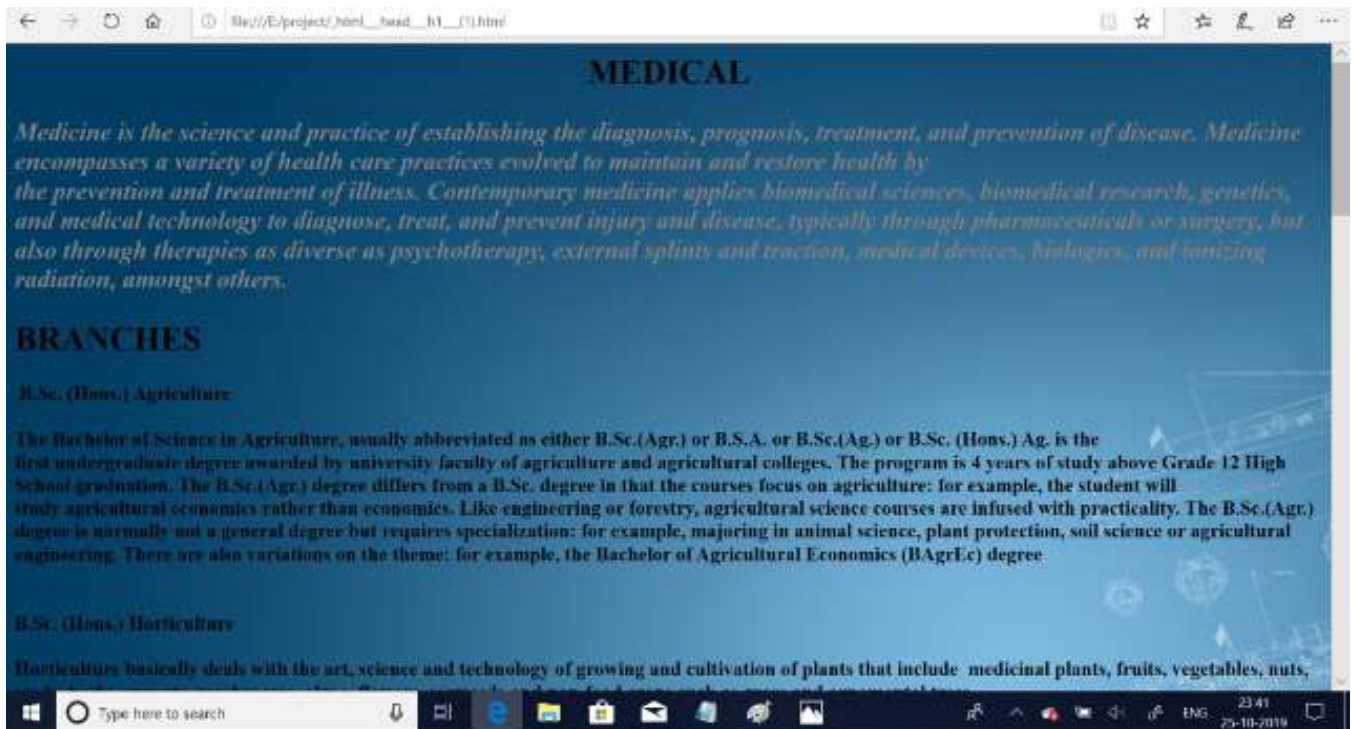 file:///E:/project/_html__head__h1__(1).html
MEDICAL
Medicine is the science and practice of establishing the diagnosis, prognosis, treatment, and prevention of disease. Medicine
encompasses a variety of health care practices evolved to maintain and restore health by
the prevention and treatment of illness. Contemporary medicine applies biomedical sciences, biomedical research, genetics,
and medical technology to diagnose, treat, and prevent injury and disease, typically through pharmaceuticals or surgery, but
also through therapies as diverse as psychotherapy, external splints and traction, medical devices, biologics, and ionizing
radiation, amongst others.
BRANCHES
B.Sc. (Hons.) Agriculture
The Bachelor of Science in Agriculture, usually abbreviated as either B.Sc.(Agr.) or B.S.A. or B.Sc.(Ag.) or B.Sc. (Hons.) Ag. is the
first undergraduate degree awarded by university faculty of agriculture and agricultural colleges. The program is 4 years of study above Grade 12 High
School graduation. The B.Sc.(Agr.) degree differs from a B.Sc. degree in that the courses focus on agriculture: for example, the student will
study agricultural economics rather than economics. Like engineering or forestry, agricultural science courses are infused with practicality. The B.Sc.(Agr.)
degree is normally not a general degree but requires specialization: for example, majoring in animal science, plant protection, soil science or agricultural
engineering. There are also variations on the theme: for example, the Bachelor of Agricultural Economics (BAgrEc) degree
B.Sc. (Hons.) Horticulture
Horticulture basically deals with the art, science and technology of growing and cultivation of plants that include medicinal plants, fruits, vegetables, nuts,
Type here to search
ENG
23:41
25-10-2019